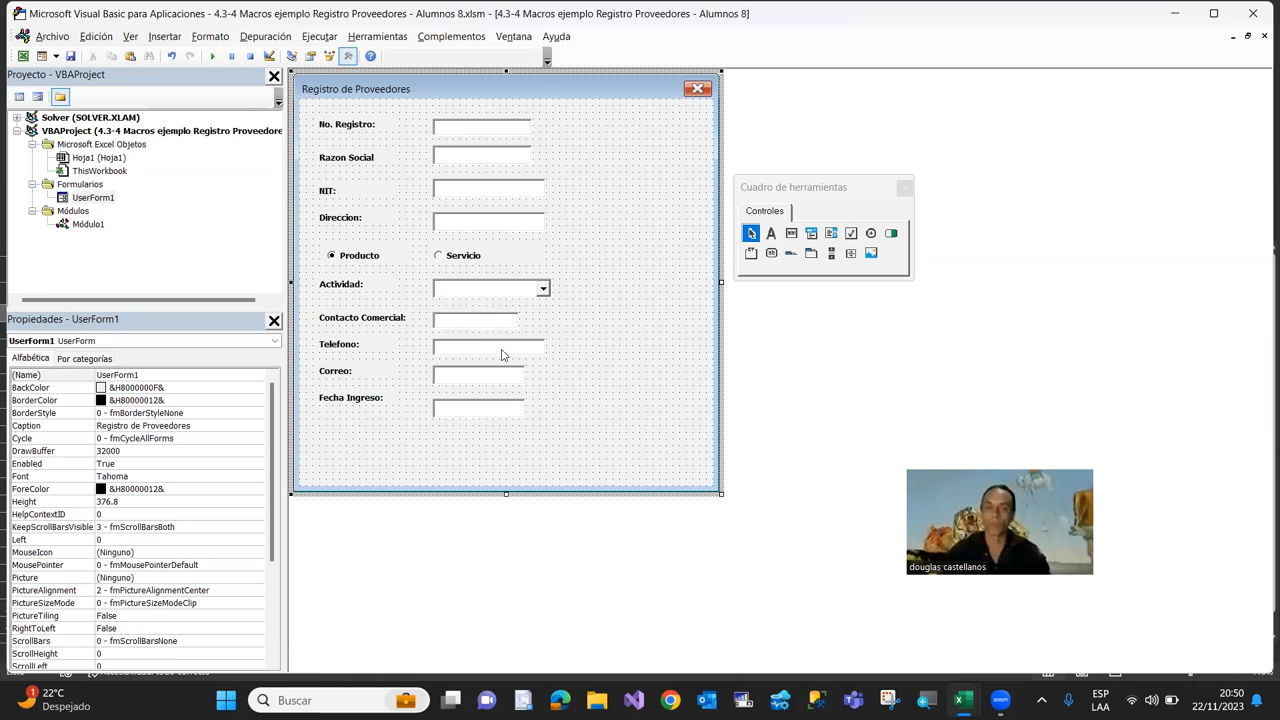 Microsoft Visual Basic para Aplicaciones - 4.3-4 Macros ejemplo Registro Proveedores - Alumnos 8.xlsm - [4.3-4 Macros ejemplo Registro Proveedores - Alumnos 8]
Archivo Edición Ver Insertar Formato Depuración Ejecutar Herramientas Complementos Ventana Ayuda
Proyecto - VBAProject
Solver (SOLVER.XLAM)
VBAProject (4.3-4 Macros ejemplo Registro Proveedore
Microsoft Excel Objetos
Hoja1 (Hoja1)
ThisWorkbook
Formularios
UserForm1
Módulos
Módulo1
Propiedades - UserForm1
UserForm1 UserForm
Alfabética Por categorías
(Name) UserForm1
BackColor &H8000000F&
BorderColor &H80000012&
BorderStyle 0 - fmBorderStyleNone
Caption Registro de Proveedores
Cycle 0 - fmCycleAllForms
DrawBuffer 32000
Enabled True
Font Tahoma
ForeColor &H80000012&
Height 376.8
HelpContextID 0
KeepScrollBarsVisible 3 - fmScrollBarsBoth
Left 0
MouseIcon (Ninguno)
MousePointer 0 - fmMousePointerDefault
Picture (Ninguno)
PictureAlignment 2 - fmPictureAlignmentCenter
PictureSizeMode 0 - fmPictureSizeModeClip
PictureTiling False
RightToLeft False
ScrollBars 0 - fmScrollBarsNone
ScrollHeight 0
ScrollLeft 0
Registro de Proveedores
No. Registro:
Razon Social
NIT:
Direccion:
Producto Servicio
Actividad:
Contacto Comercial:
Telefono:
Correo:
Fecha Ingreso:
Cuadro de herramientas
Controles
douglas castellanos
22°C
Despejado
Buscar
ESP
LAA
20:50
22/11/2023